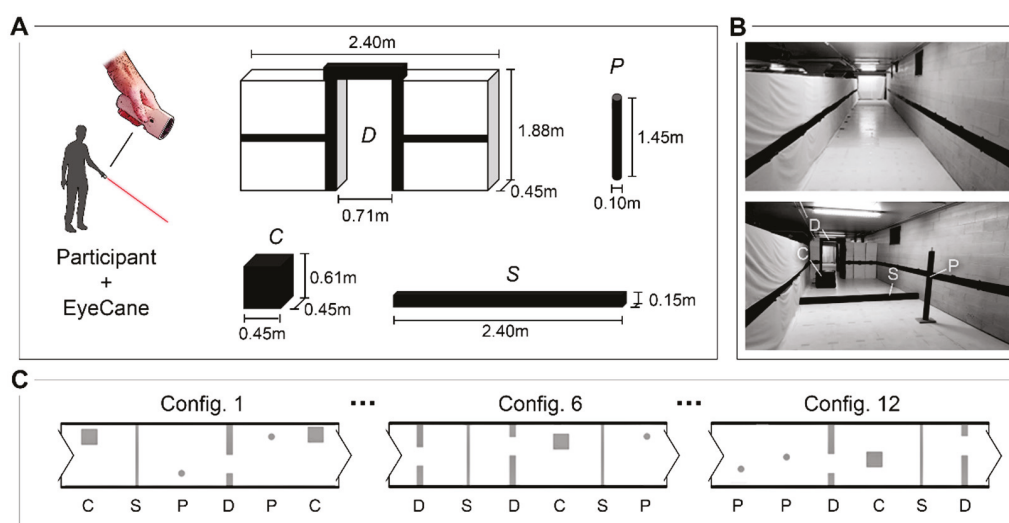 A
2.40m
D
1.88m
0.45m
0.71m
P
1.45m
0.10m
Participant
+
EyeCane
C
0.61m
0.45m
0.45m
S
0.15m
2.40m
B
D
C
S
P
C
Config. 1 ... Config. 6 ... Config. 12
C S P D P C D S D C S P P P D C S D